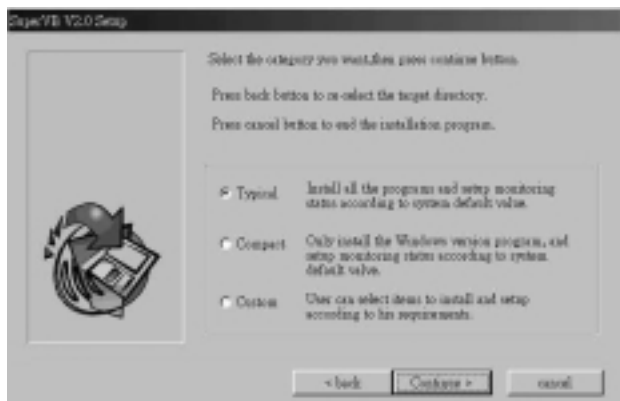 SuperVB V2.0 Setup
Select the category you want,then press continue button.
Press back button to re-select the target directory.
Press cancel button to end the installation program.
Typical
Install all the programs and setup monitoring
status according to system default value.
Compact
Only install the Windows version program, and
setup monitoring status according to system
default value.
Custom
User can select items to install and setup
according to his requirements.
< back
Continue >
cancel